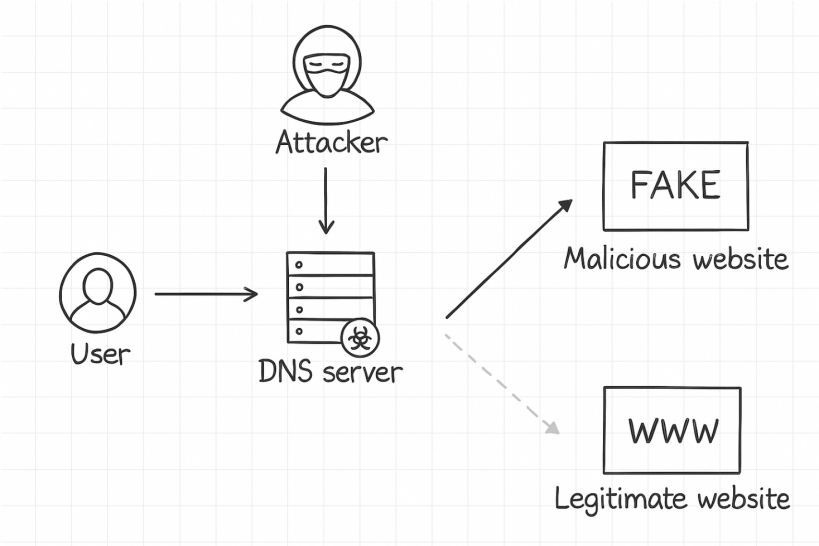 Attacker
FAKE
Malicious website
User
DNS server
WWW
Legitimate website